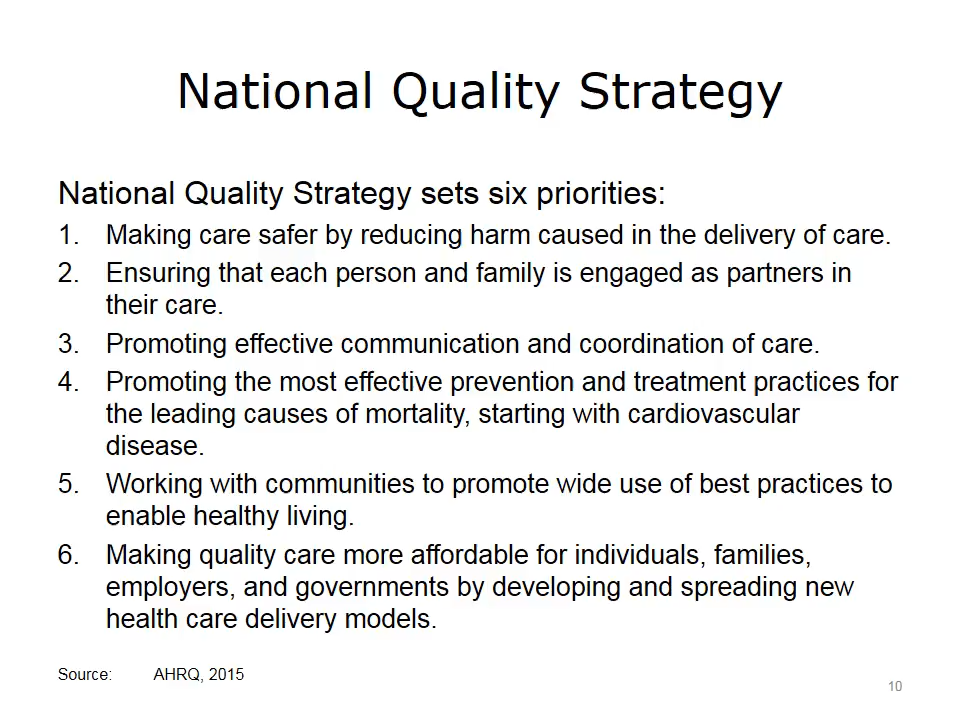 National Quality Strategy
National Quality Strategy sets six priorities:
1. Making care safer by reducing harm caused in the delivery of care.
2. Ensuring that each person and family is engaged as partners in
their care.
3. Promoting effective communication and coordination of care.
4. Promoting the most effective prevention and treatment practices for
the leading causes of mortality, starting with cardiovascular
disease.
5. Working with communities to promote wide use of best practices to
enable healthy living.
6. Making quality care more affordable for individuals, families,
employers, and governments by developing and spreading new
health care delivery models.
Source: AHRQ, 2015
10